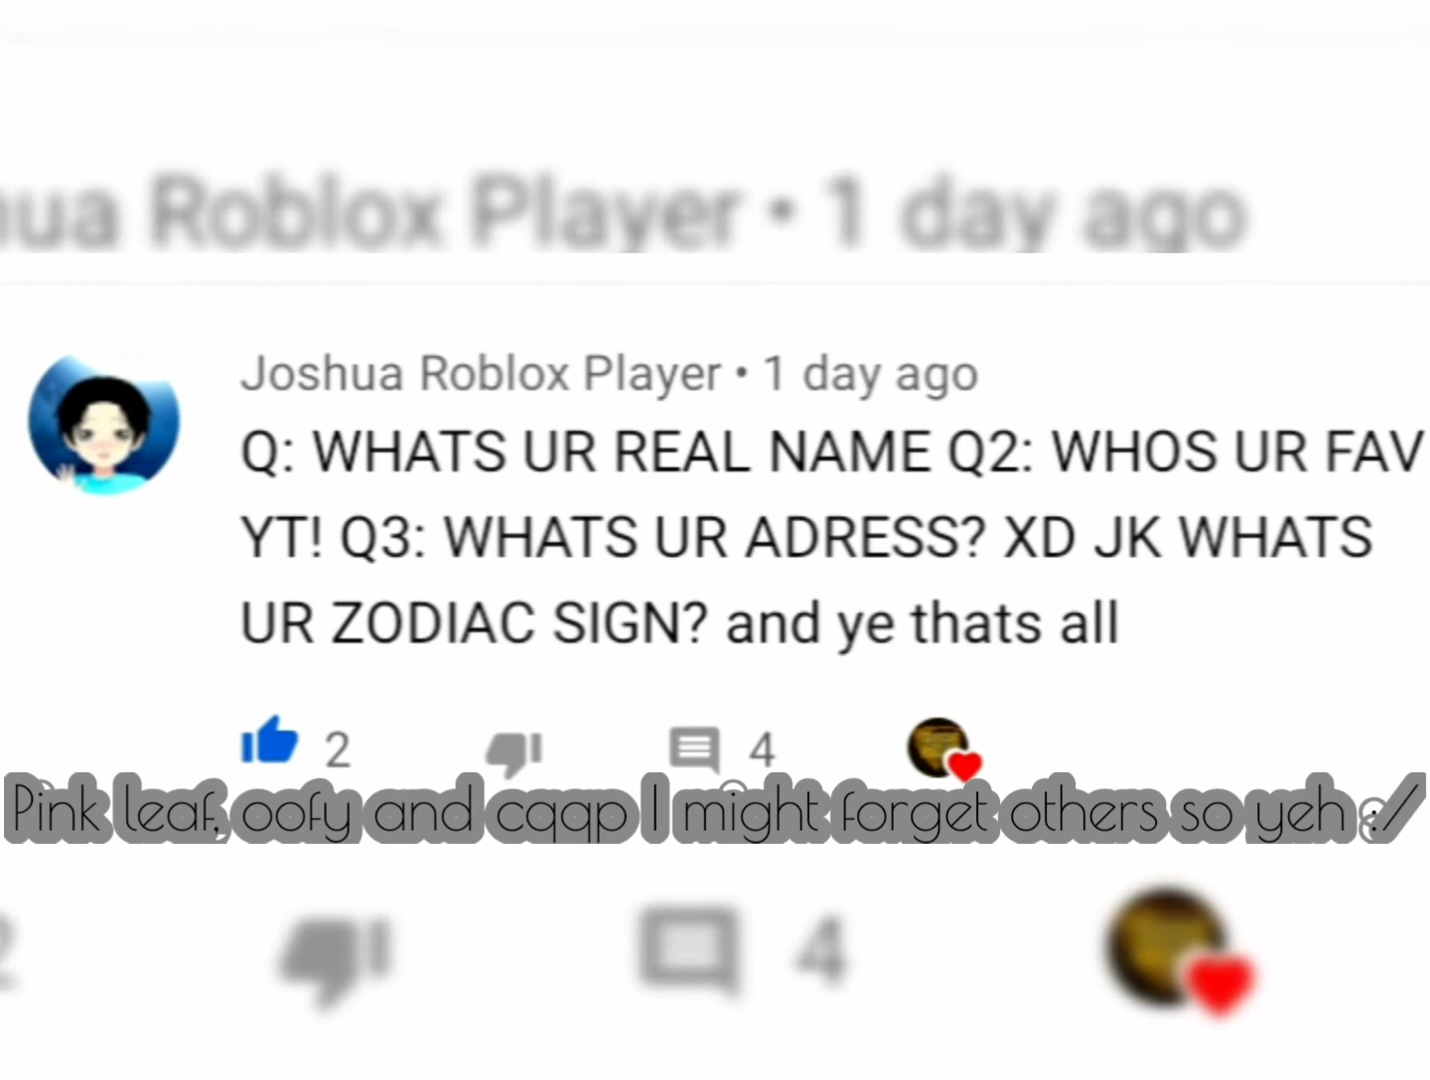 hua Roblox Player • 1 day ago
Joshua Roblox Player • 1 day ago
Q: WHATS UR REAL NAME Q2: WHOS UR FAV
YT! Q3: WHATS UR ADRESS? XD JK WHATS
UR ZODIAC SIGN? and ye thats all
2 4
Pink leaf, oofy and cqqp I might forget others so yeh :/
2 4